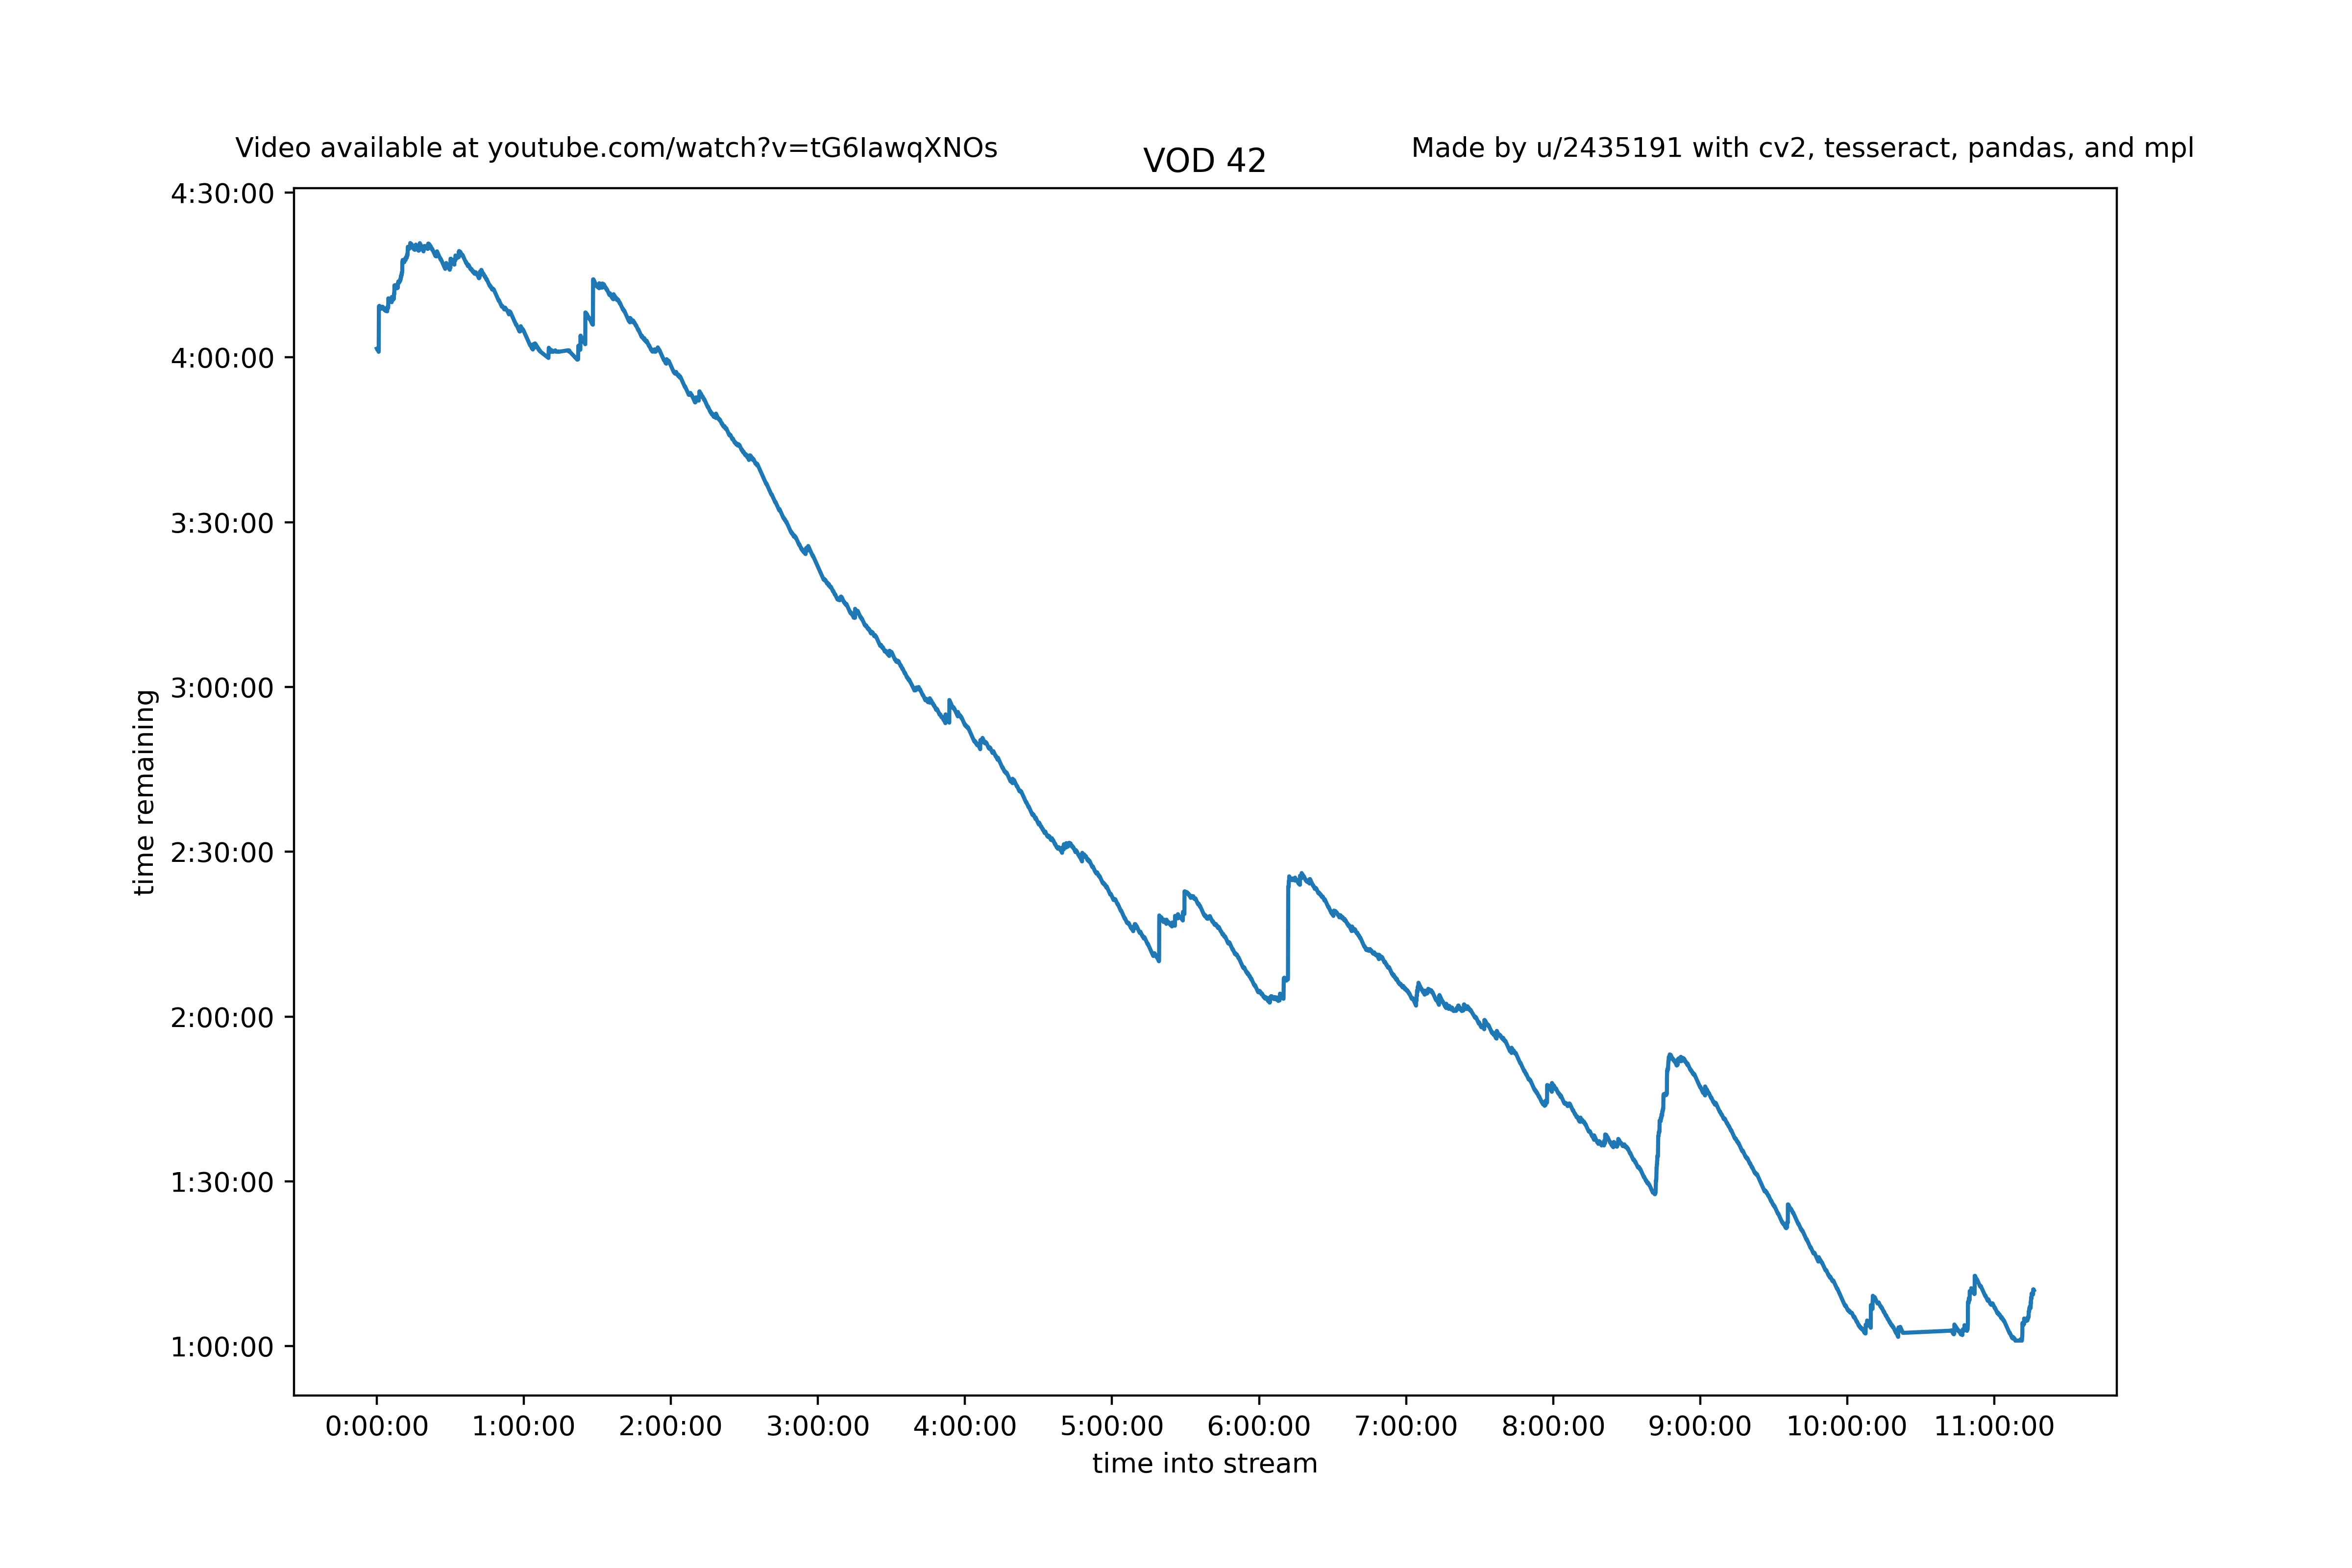 Video available at youtube.com/watch?v=tG6IawqXNOs
VOD 42
Made by u/2435191 with cv2, tesseract, pandas, and mpl
4:30:00
4:00:00
3:30:00
3:00:00
2:30:00
2:00:00
1:30:00
1:00:00
time remaining
0:00:00 1:00:00 2:00:00 3:00:00 4:00:00 5:00:00 6:00:00 7:00:00 8:00:00 9:00:00 10:00:00 11:00:00
time into stream